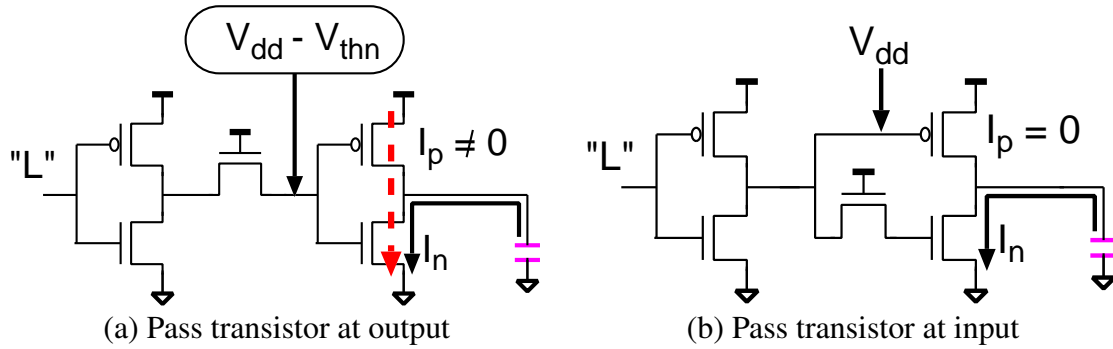 V_dd - V_thn
"L"
I_p ≠ 0
I_n
(a) Pass transistor at output
V_dd
"L"
I_p = 0
I_n
(b) Pass transistor at input